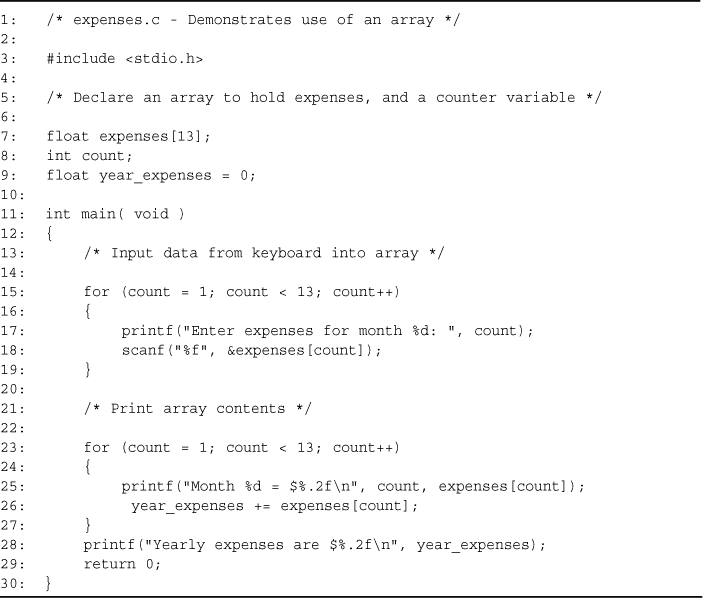 1: /* expenses.c - Demonstrates use of an array */
2:
3: #include <stdio.h>
4:
5: /* Declare an array to hold expenses, and a counter variable */
6:
7: float expenses[13];
8: int count;
9: float year_expenses = 0;
10:
11: int main( void )
12: {
13:     /* Input data from keyboard into array */
14:
15:     for (count = 1; count < 13; count++)
16:     {
17:         printf("Enter expenses for month %d: ", count);
18:         scanf("%f", &expenses[count]);
19:     }
20:
21:     /* Print array contents */
22:
23:     for (count = 1; count < 13; count++)
24:     {
25:         printf("Month %d = $%.2f\n", count, expenses[count]);
26:          year_expenses += expenses[count];
27:     }
28:     printf("Yearly expenses are $%.2f\n", year_expenses);
29:     return 0;
30: }